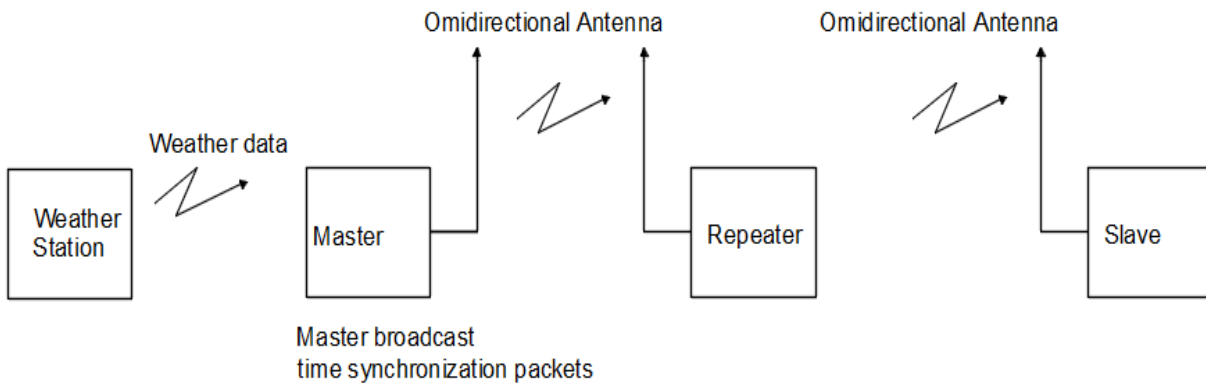 Omidirectional Antenna
Omidirectional Antenna
Weather data
Weather
Station
Master
Repeater
Slave
Master broadcast
time synchronization packets